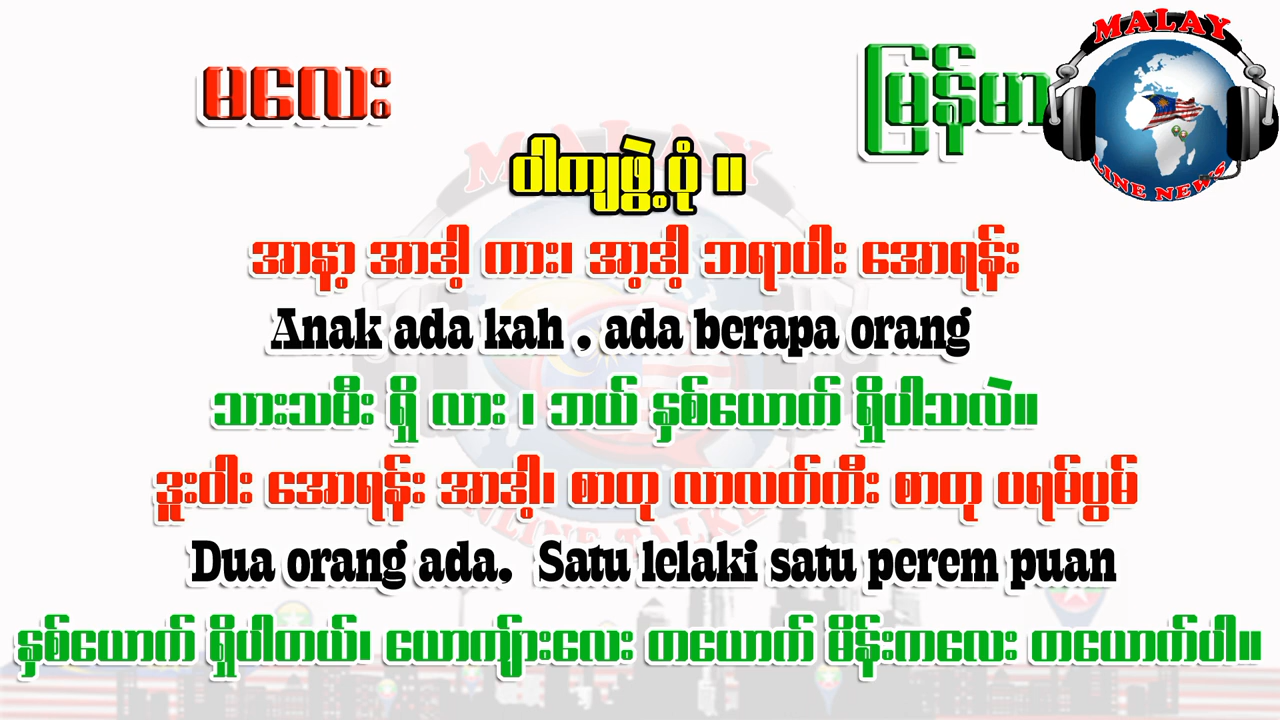 မလေး
မြန်မာ
MALAY
LINE NEWS
ဝါကျဖွဲ့ပုံ ။
အာနာ့ အာဒါ့ ကား၊ အာ့ဒါ့ ဘရာပါး အောရန်း
Anak ada kah , ada berapa orang
သားသမီး ရှိ လား ၊ ဘယ် နှစ်ယောက် ရှိပါသလဲ။
ဒူးဝါး အောရန်း အာဒါ့၊ စာတု လာလတ်ကီး စာတု ပရမ်ပွမ်
Dua orang ada, Satu lelaki satu perem puan
နှစ်ယောက် ရှိပါတယ်၊ ယောကျ်ားလေး တယောက် မိန်းကလေး တယောက်ပါ။